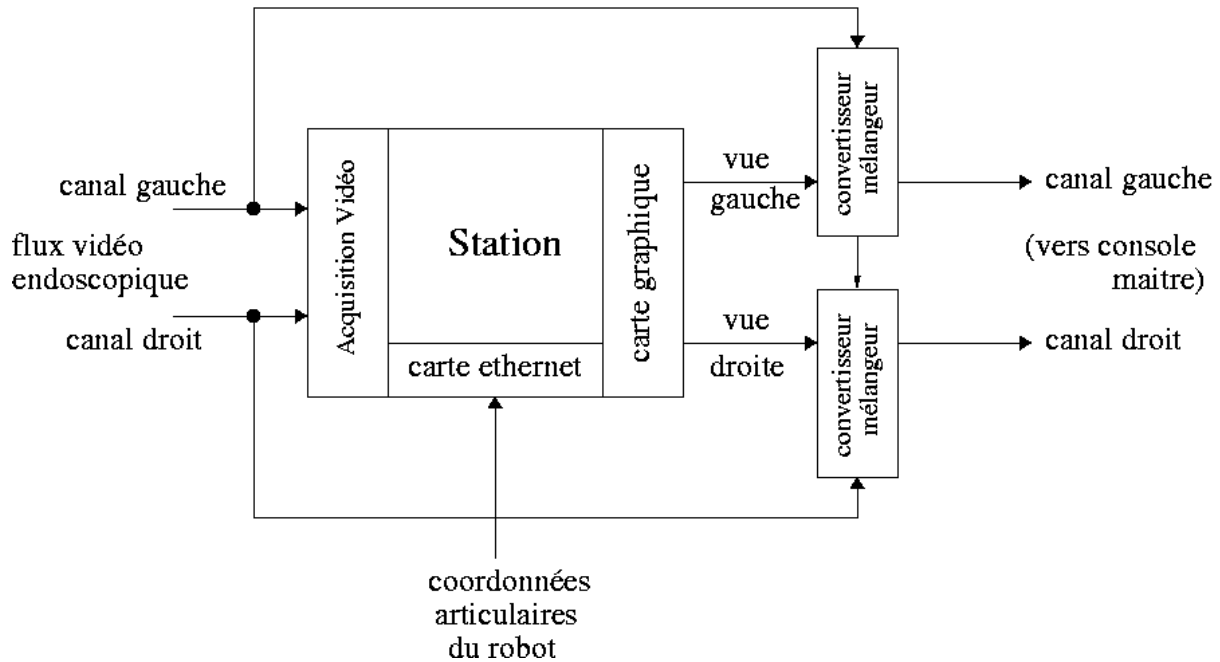 canal gauche
flux vidéo
endoscopique
canal droit
Acquisition Vidéo
Station
carte ethernet
carte graphique
coordonnées
articulaires
du robot
vue
gauche
vue
droite
convertisseur
mélangeur
convertisseur
mélangeur
canal gauche
(vers console
maitre)
canal droit